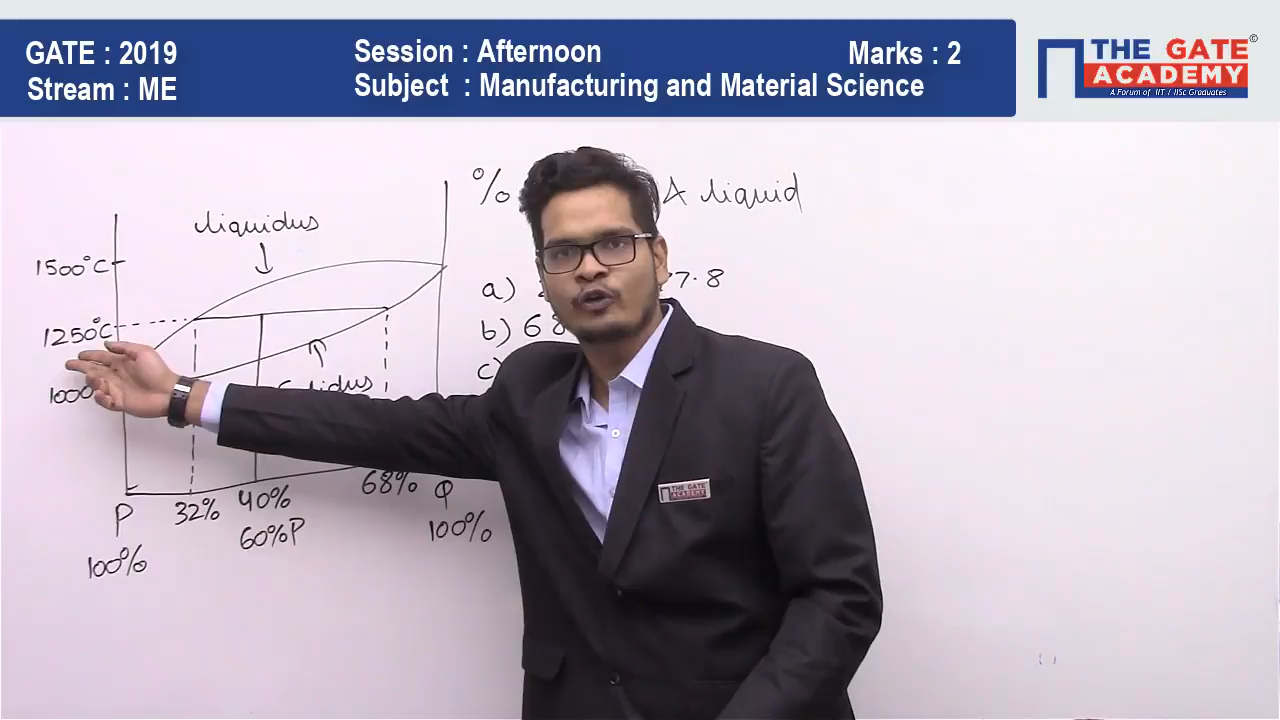 GATE : 2019
Stream : ME
Session : Afternoon
Subject : Manufacturing and Material Science
Marks : 2
THE GATE
ACADEMY
©
A Forum of IIT / IISc Graduates
% A liquid
liquidus
1500°C
1250°C
1000
a) 7.8
b) 68
c)
P
100%
32%
40%
60%P
68%
Q
100%
THE GATE
ACADEMY